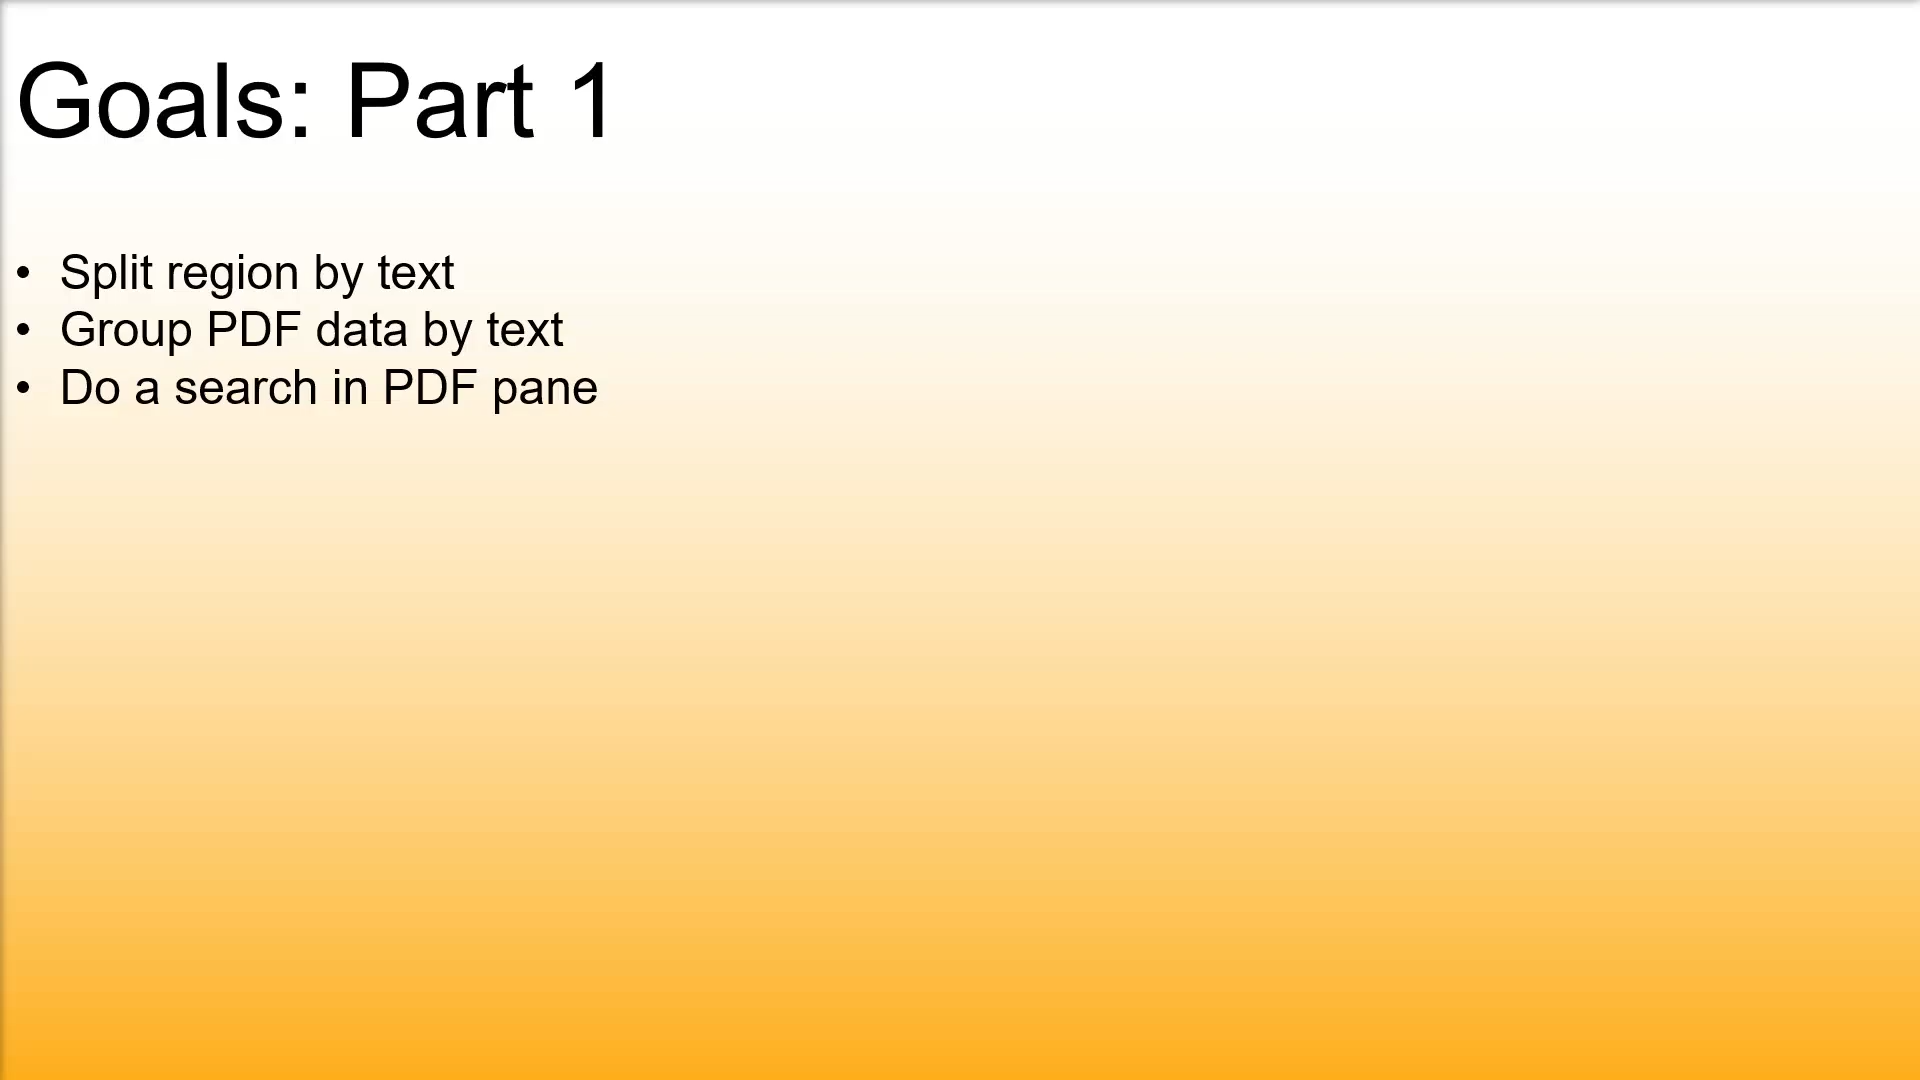 Goals: Part 1
• Split region by text
• Group PDF data by text
• Do a search in PDF pane